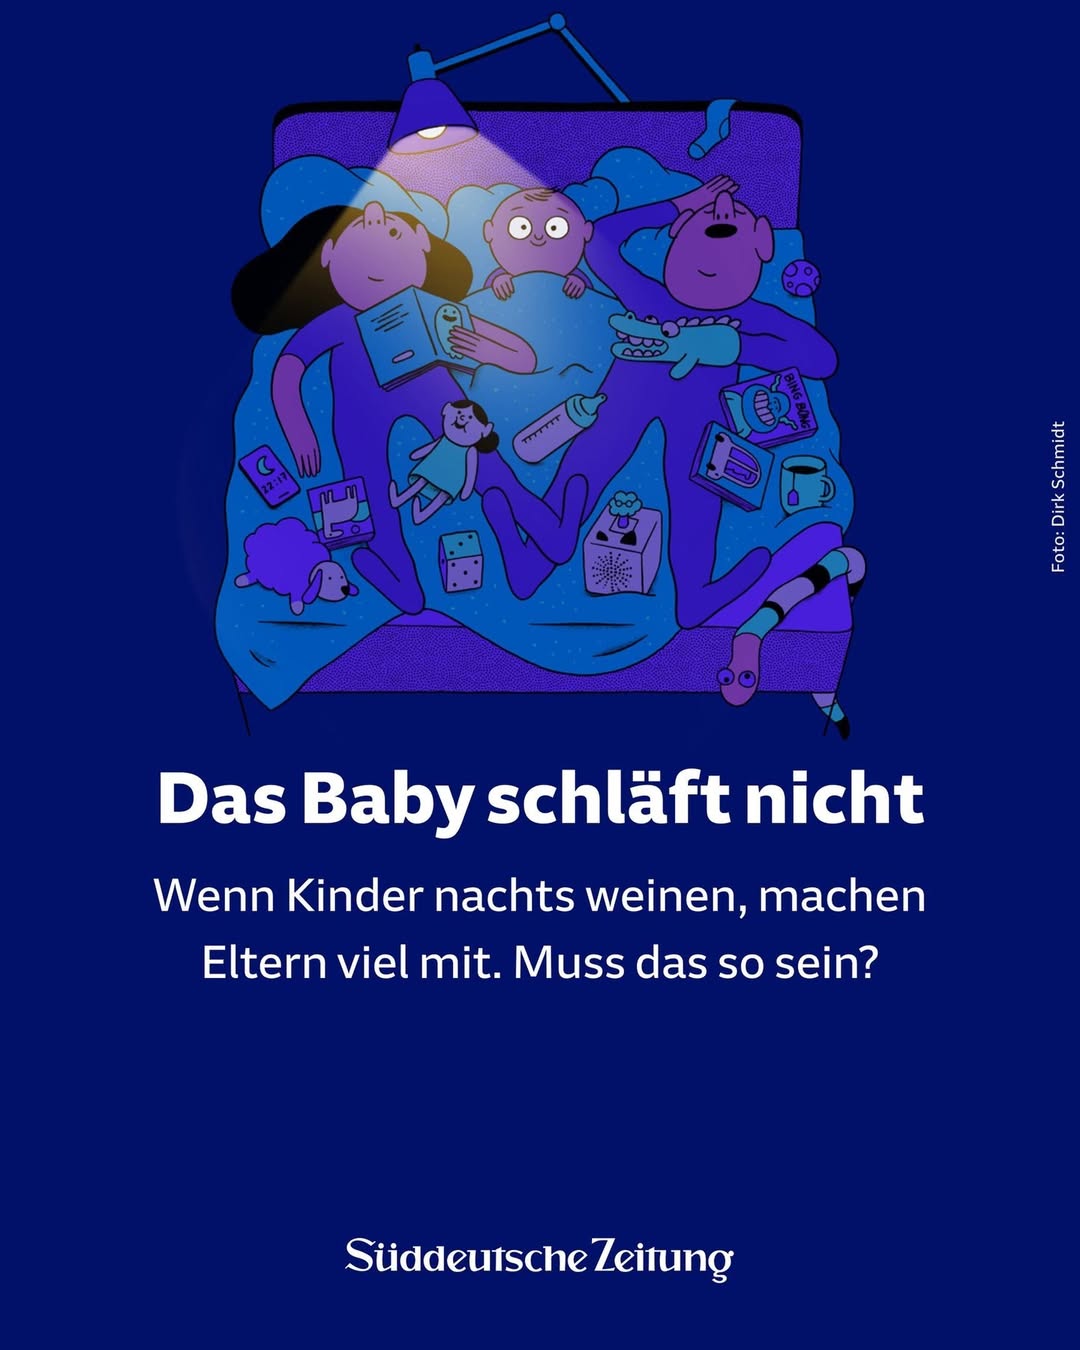 BING BONG
22:17
Foto: Dirk Schmidt
Das Baby schläft nicht
Wenn Kinder nachts weinen, machen
Eltern viel mit. Muss das so sein?
Süddeutsche Zeitung